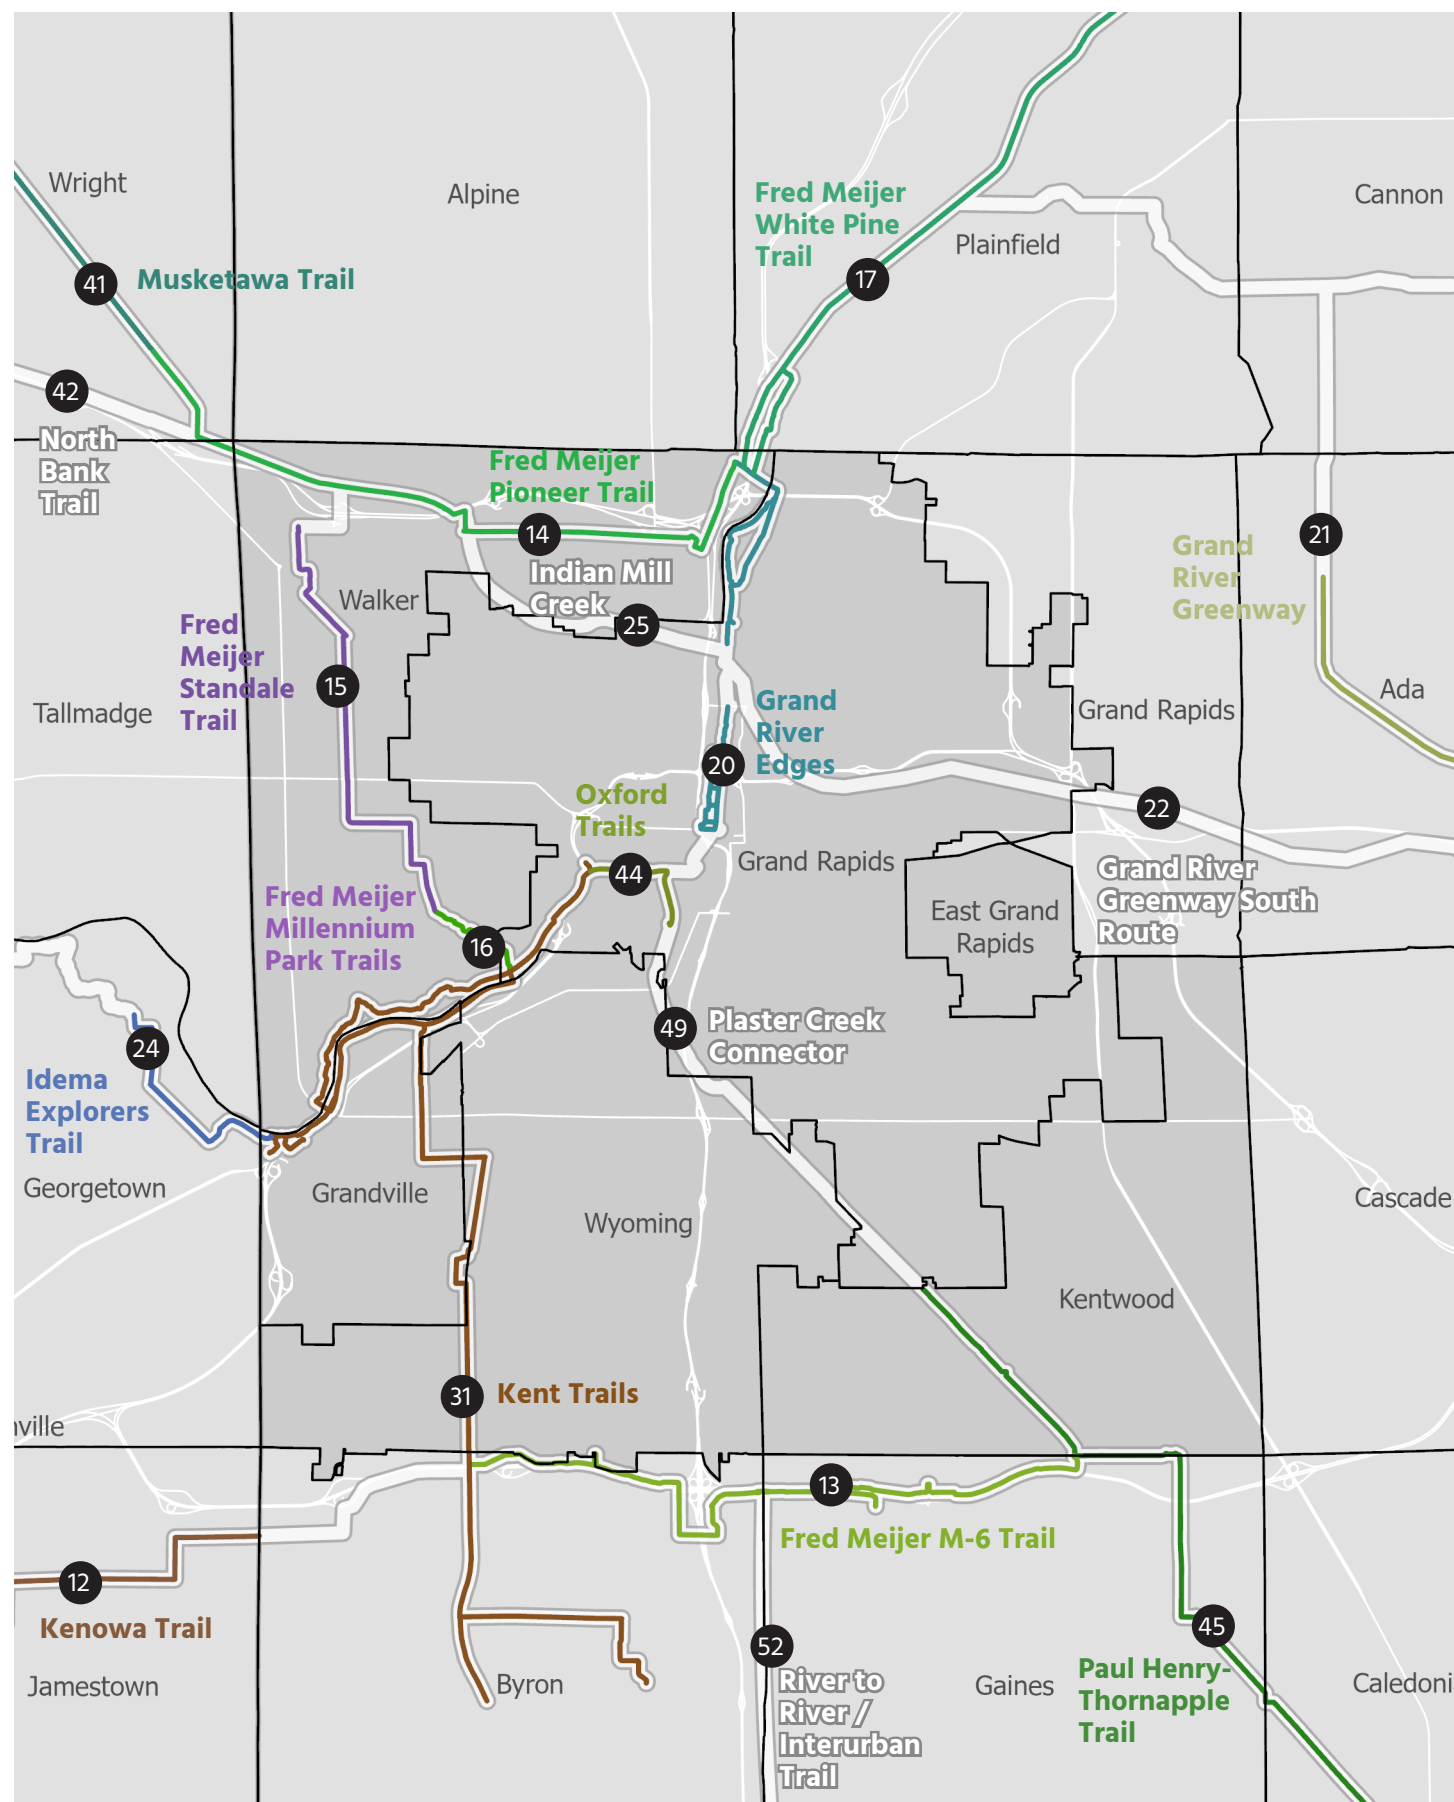 Wright
Alpine
Fred Meijer
White Pine
Trail
Cannon
Plainfield
41
Musketawa Trail
17
42
North
Bank
Trail
Fred Meijer
Pioneer Trail
14
21
Grand
River
Greenway
Indian Mill
Creek
25
Walker
Fred
Meijer
Standale
Trail
15
Tallmadge
Grand
River
Edges
20
Grand Rapids
Ada
Oxford
Trails
44
22
Grand Rapids
Grand River
Greenway South
Route
East Grand
Rapids
Fred Meijer
Millennium
Park Trails
16
49
Plaster Creek
Connector
24
Idema
Explorers
Trail
Georgetown
Grandville
Wyoming
Cascade
Kentwood
31
Kent Trails
ville
13
Fred Meijer M-6 Trail
12
Kenowa Trail
Jamestown
Byron
52
River to
River /
Interurban
Trail
Gaines
45
Paul Henry-
Thornapple
Trail
Caledoni